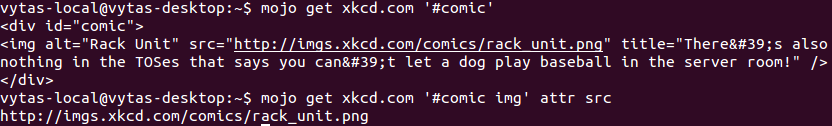 vytas-local@vytas-desktop:~$ mojo get xkcd.com '#comic'
<div id="comic">
<img alt="Rack Unit" src="http://imgs.xkcd.com/comics/rack_unit.png" title="There&#39;s also
nothing in the TOSes that says you can&#39;t let a dog play baseball in the server room!" />
</div>
vytas-local@vytas-desktop:~$ mojo get xkcd.com '#comic img' attr src
http://imgs.xkcd.com/comics/rack_unit.png